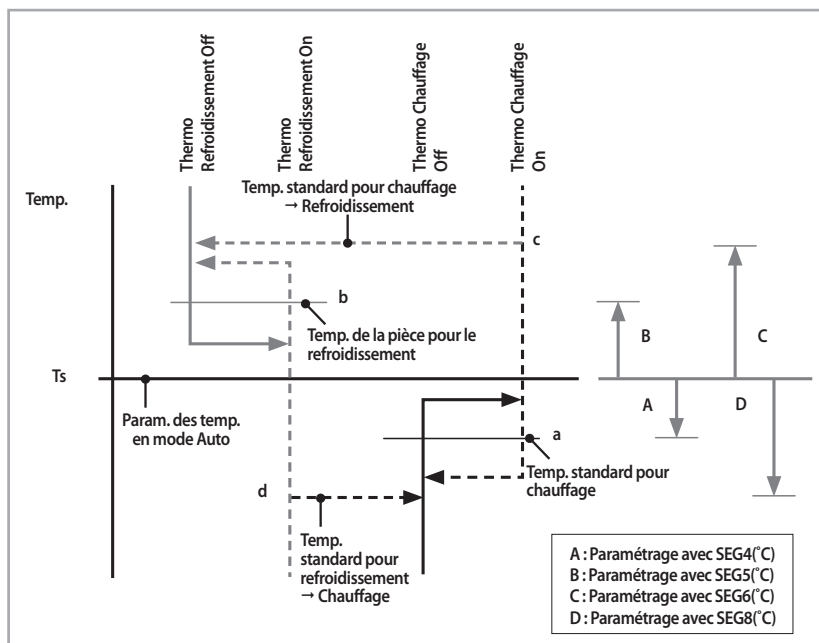 Thermo
Refroidissement Off
Thermo
Refroidissement On
Thermo Chauffage
Off
Thermo Chauffage
On
Temp.
Temp. standard pour chauffage
→ Refroidissement
c
b
Temp. de la pièce pour le
refroidissement
B
C
Ts
Param. des temp.
en mode Auto
A
D
a
Temp. standard pour
chauffage
d
Temp.
standard pour
refroidissement
→ Chauffage
A : Paramétrage avec SEG4(˚C)
B : Paramétrage avec SEG5(˚C)
C : Paramétrage avec SEG6(˚C)
D : Paramétrage avec SEG8(˚C)